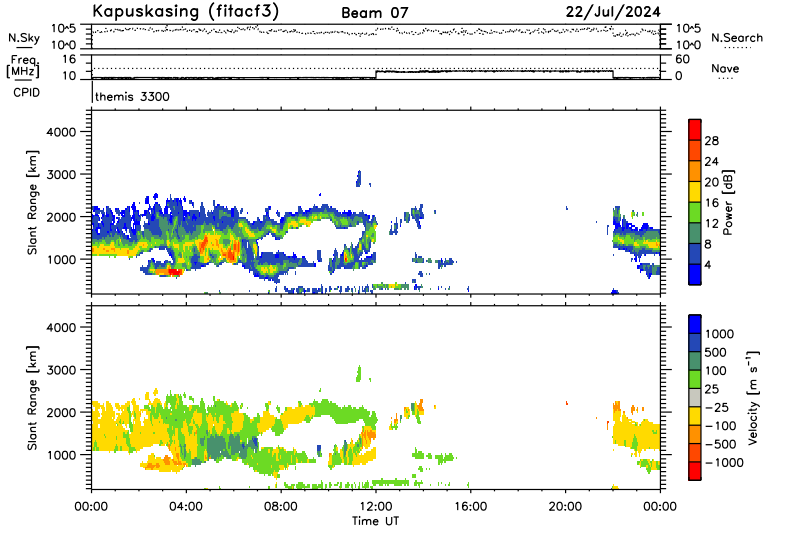 Kapuskasing (fitacf3) Beam 07 22/Jul/2024
N.Sky 10^5 10^0 10^5 10^0 N.Search
Freq. [MHz] 16 10 60 0 Nave
CPID themis 3300
Slant Range [km] 4000 3000 2000 1000
Power [dB] 28 24 20 16 12 8 4
Slant Range [km] 4000 3000 2000 1000
Velocity [m s⁻¹] 1000 500 100 25 −25 −100 −500 −1000
00:00 04:00 08:00 12:00 16:00 20:00 00:00
Time UT